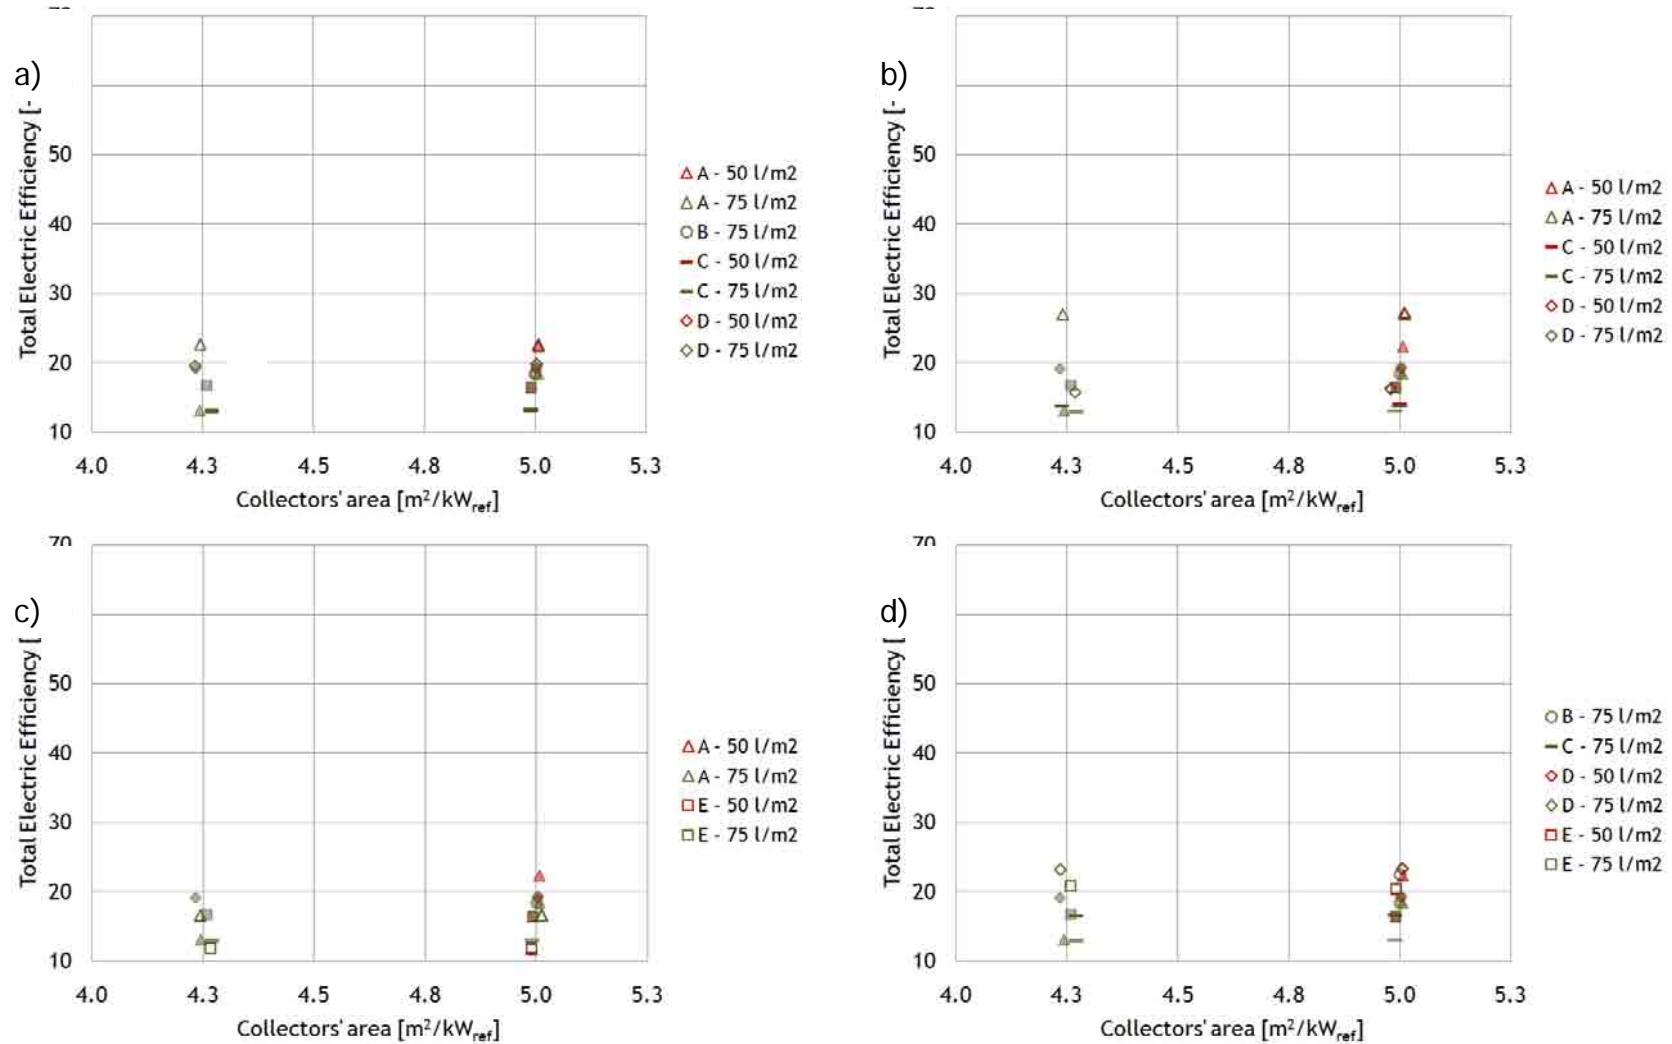 a)
Total Electric Efficiency [-
50
40
30
20
10
4.0 4.3 4.5 4.8 5.0 5.3
Collectors' area [m²/kWref]
A - 50 l/m2
A - 75 l/m2
B - 75 l/m2
C - 50 l/m2
C - 75 l/m2
D - 50 l/m2
D - 75 l/m2
b)
Total Electric Efficiency [-
50
40
30
20
10
4.0 4.3 4.5 4.8 5.0 5.3
Collectors' area [m²/kWref]
A - 50 l/m2
A - 75 l/m2
C - 50 l/m2
C - 75 l/m2
D - 50 l/m2
D - 75 l/m2
c)
Total Electric Efficiency [
70
50
40
30
20
10
4.0 4.3 4.5 4.8 5.0 5.3
Collectors' area [m²/kWref]
A - 50 l/m2
A - 75 l/m2
E - 50 l/m2
E - 75 l/m2
d)
Total Electric Efficiency [
70
50
40
30
20
10
4.0 4.3 4.5 4.8 5.0 5.3
Collectors' area [m²/kWref]
B - 75 l/m2
C - 75 l/m2
D - 50 l/m2
D - 75 l/m2
E - 50 l/m2
E - 75 l/m2